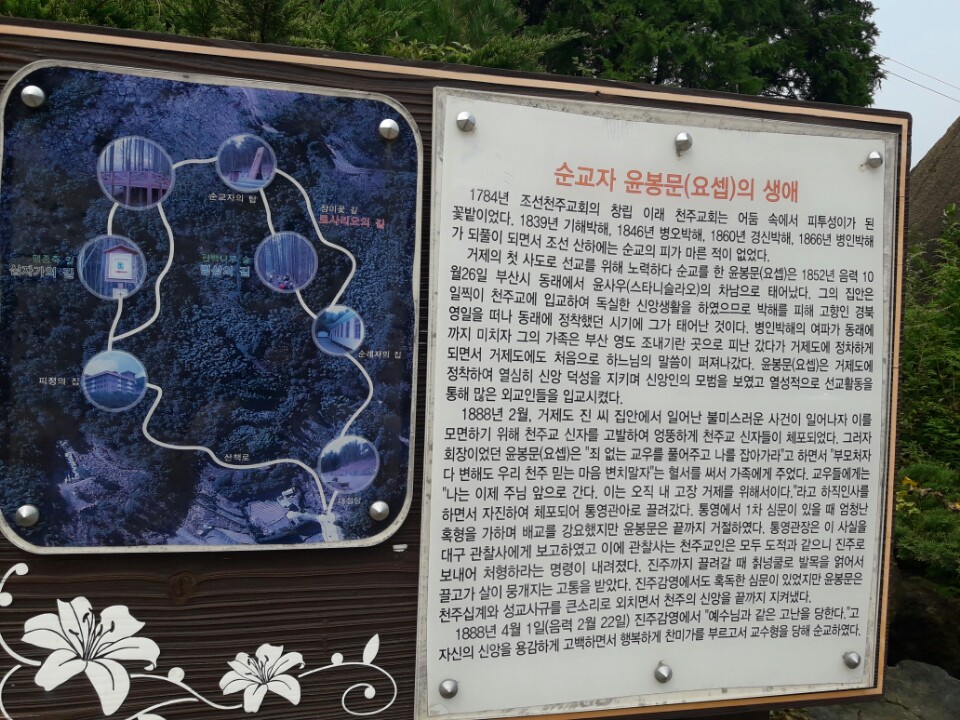 순교자의 탑
장미꽃 길
로사리오의 길
십자가의 길
명상의 길
순례자의 집
피정의 집
산책로
순교자 윤봉문(요셉)의 생애
1784년 조선천주교회의 창립 이래 천주교회는 어둠 속에서 피투성이가 된
꽃밭이었다. 1839년 기해박해, 1846년 병오박해, 1860년 경신박해, 1866년 병인박해
가 되풀이 되면서 조선 산하에는 순교의 피가 마른 적이 없었다.
거제의 첫 사도로 선교를 위해 노력하다 순교를 한 윤봉문(요셉)은 1852년 음력 10
월26일 부산시 동래에서 윤사우(스타니슬라오)의 차남으로 태어났다. 그의 집안은
일찍이 천주교에 입교하여 독실한 신앙생활을 하였으므로 박해를 피해 고향인 경북
영일을 떠나 동래에 정착했던 시기에 그가 태어난 것이다. 병인박해의 여파가 동래에
까지 미치자 그의 가족은 부산 영도 조내기란 곳으로 피난 갔다가 거제도에 정차하게
되면서 거제도에도 처음으로 하느님의 말씀이 퍼져나갔다. 윤봉문(요셉)은 거제도에
정착하여 열심히 신앙 덕성을 지키며 신앙인의 모범을 보였고 열성적으로 선교활동을
통해 많은 외교인들을 입교시켰다.
1888년 2월, 거제도 진 씨 집안에서 일어난 불미스러운 사건이 일어나자 이를
모면하기 위해 천주교 신자를 고발하여 엉뚱하게 천주교 신자들이 체포되었다. 그러자
회장이었던 윤봉문(요셉)은 "죄 없는 교우를 풀어주고 나를 잡아가라"고 하면서 "부모처자
다 변해도 우리 천주 믿는 마음 변치말자"는 혈서를 써서 가족에게 주었다. 교우들에게는
"나는 이제 주님 앞으로 간다. 이는 오직 내 고장 거제를 위해서이다."라고 하직인사를
하면서 자진하여 체포되어 통영관아로 끌려갔다. 통영에서 1차 심문이 있을 때 엄청난
혹형을 가하며 배교를 강요했지만 윤봉문은 끝까지 거절하였다. 통영관장은 이 사실을
대구 관찰사에게 보고하였고 이에 관찰사는 천주교인은 모두 도적과 같으니 진주로
보내어 처형하라는 명령이 내려졌다. 진주까지 끌려갈 때 칡넝쿨로 발목을 얽어서
끌고가 살이 뭉개지는 고통을 받았다. 진주감영에서도 혹독한 심문이 있었지만 윤봉문은
천주십계와 성교사규를 큰소리로 외치면서 천주의 신앙을 끝까지 지켜냈다.
1888년 4월 1일(음력 2월 22일) 진주감영에서 "예수님과 같은 고난을 당한다."고
자신의 신앙을 용감하게 고백하면서 행복하게 찬미가를 부르고서 교수형을 당해 순교하였다.